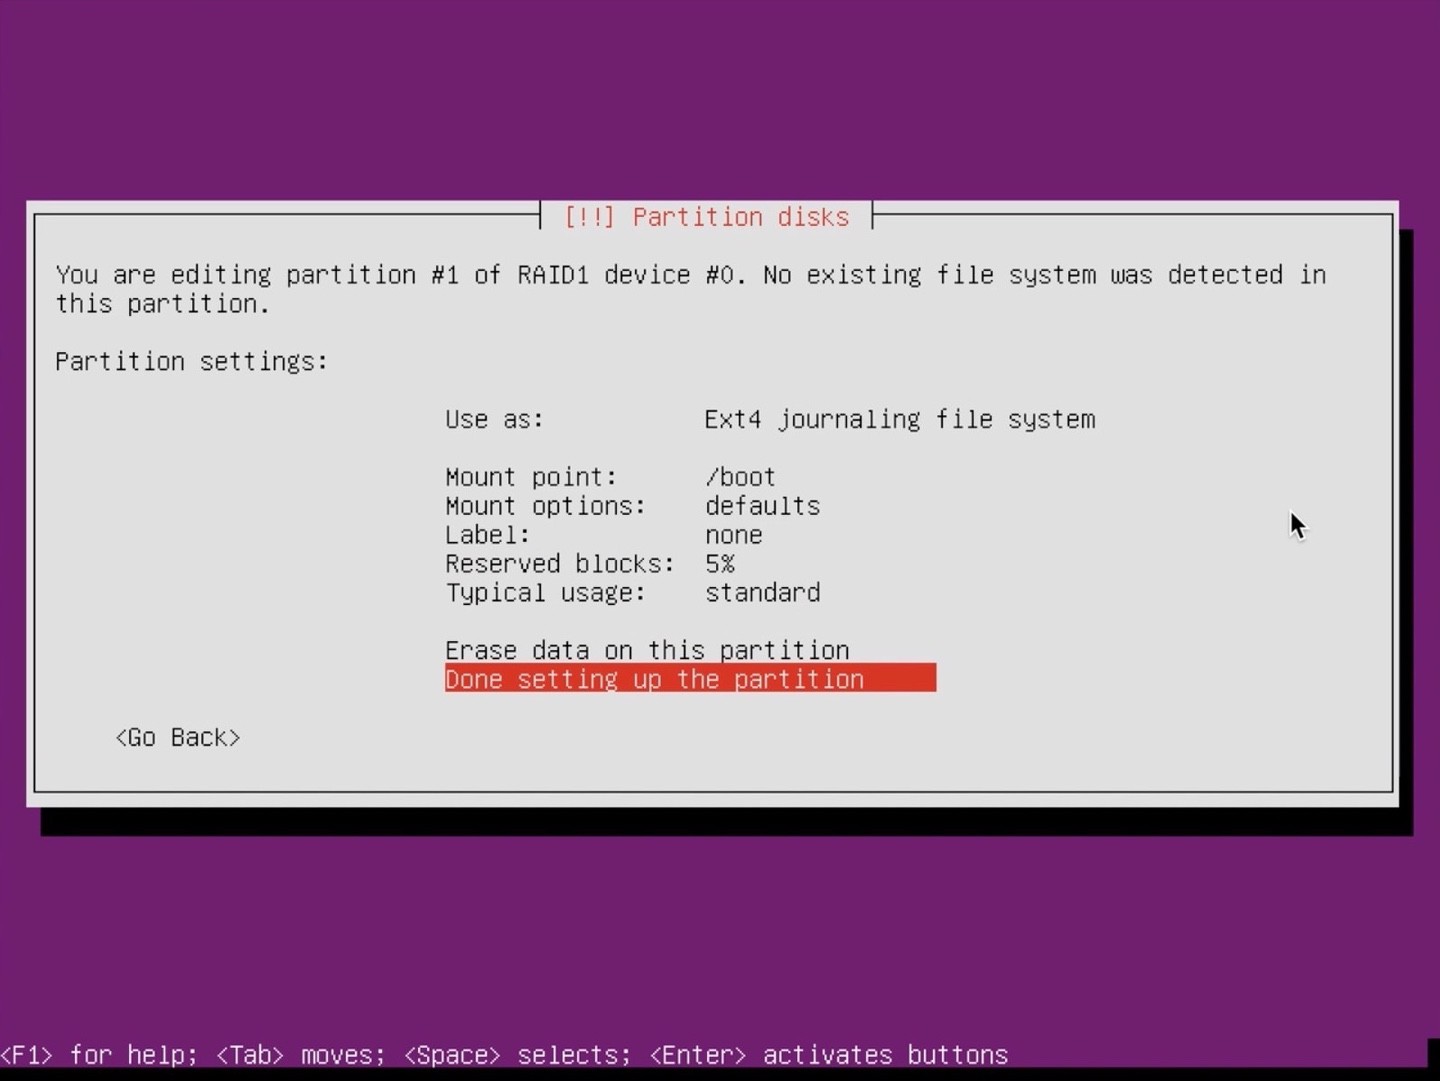 [!!] Partition disks
You are editing partition #1 of RAID1 device #0. No existing file system was detected in
this partition.
Partition settings:
Use as: Ext4 journaling file system
Mount point: /boot
Mount options: defaults
Label: none
Reserved blocks: 5%
Typical usage: standard
Erase data on this partition
Done setting up the partition
<Go Back>
<F1> for help; <Tab> moves; <Space> selects; <Enter> activates buttons